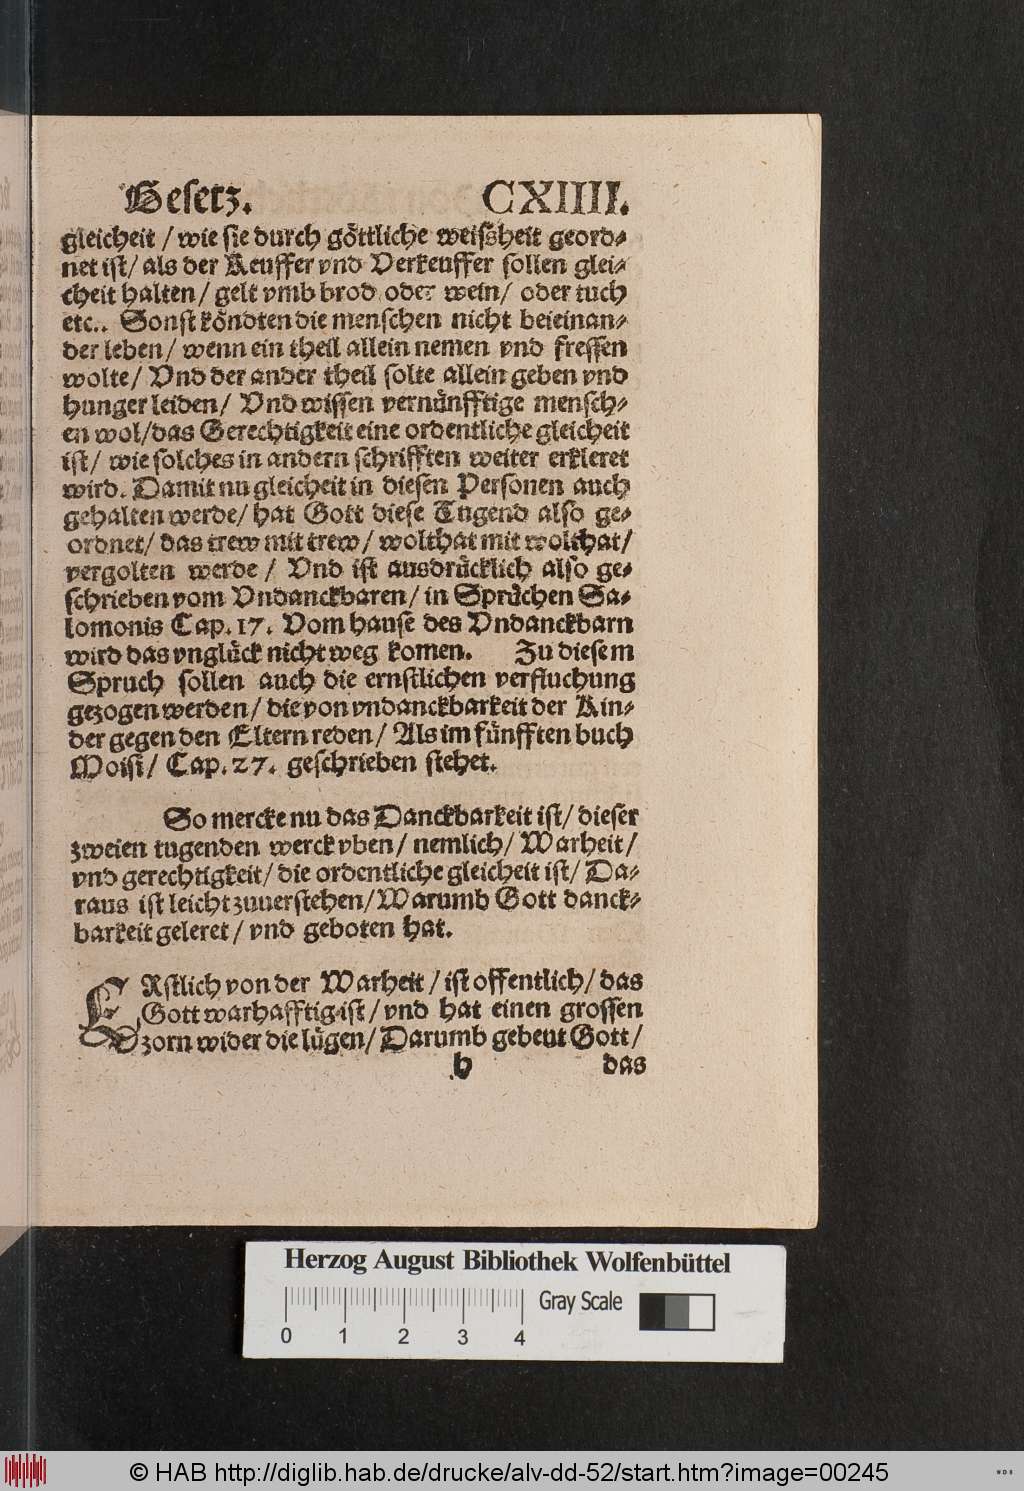 Gesetz. CXIIII.
gleicheit / wie sie durch göttliche weisheit geord-
net ist/ als der Keuffer vnd Verkeuffer sollen glei-
cheit halten/ gelt vmb brod oder wein/ oder tuch
etc.. Sonst köndten die menschen nicht beieinan-
der leben/ wenn ein theil allein nemen vnd fressen
wolte/ Vnd der ander theil solte allein geben vnd
hunger leiden/ Vnd wissen vernünfftige mensch-
en wol/das Gerechtigkeit eine ordentliche gleicheit
ist/ wie solches in andern schrifften weiter erkleret
wird. Damit nu gleicheit in diesen Personen auch
gehalten werde/ hat Gott diese Tugend also ge-
ordnet/ das trew mit trew/ wolthat mit wolthat/
vergolten werde / Vnd ist ausdrücklich also ge-
schrieben vom Vndanckbaren/ in Sprüchen Sa-
lomonis Cap. 17. Vom hause des Vndanckbarn
wird das vnglück nicht weg komen. Zu diesem
Spruch sollen auch die ernstlichen verfluchung
gezogen werden/ die von vndanckbarkeit der Kin-
der gegen den Eltern reden/ Als im fünfften buch
Moisi/ Cap. 27. geschrieben stehet.
So mercke nu das Danckbarkeit ist/ dieser
zweien tugenden werck vben/ nemlich/ Warheit/
vnd gerechtigkeit/ die ordentliche gleicheit ist/ Da-
raus ist leicht zuuerstehen/ Warumb Gott danck-
barkeit geleret/ vnd geboten hat.
ERstlich von der Warheit / ist offentlich/ das
Gott warhafftig ist/ vnd hat einen grossen
zorn wider die lügen/ Darumb gebeut Gott/
b das
Herzog August Bibliothek Wolfenbüttel
Gray Scale
0 1 2 3 4
© HAB http://diglib.hab.de/drucke/alv-dd-52/start.htm?image=00245